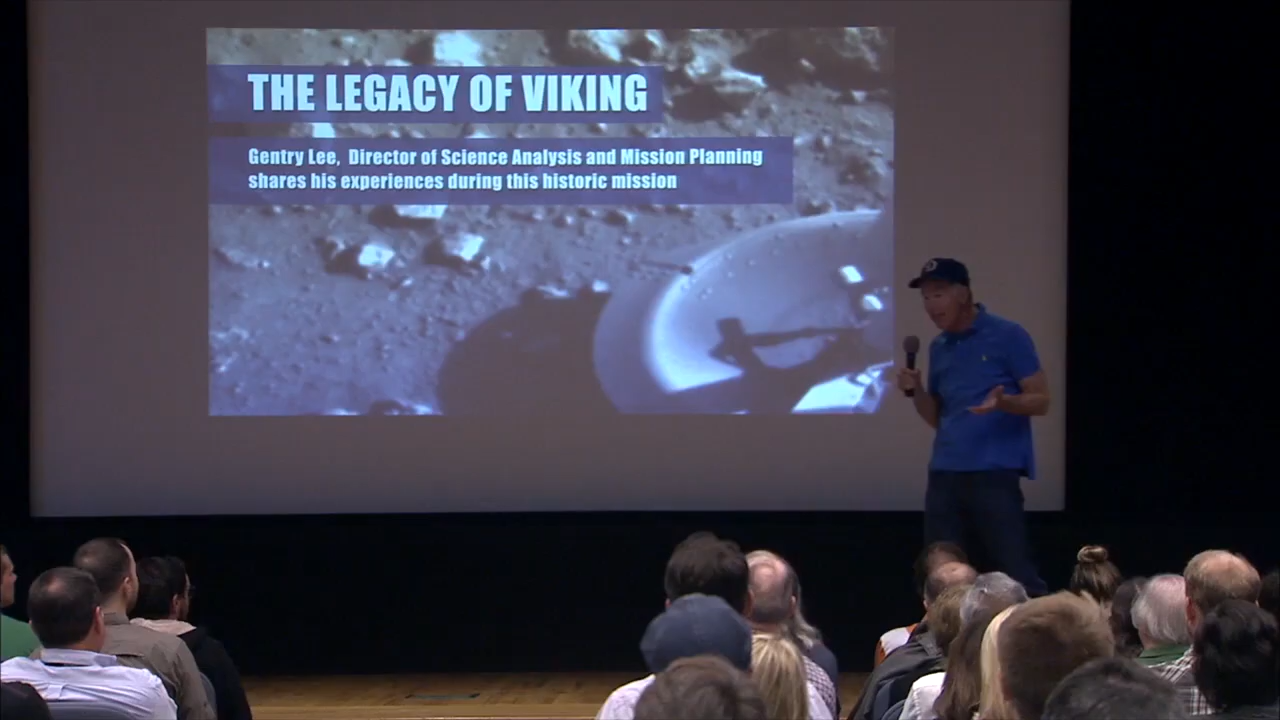 THE LEGACY OF VIKING
Gentry Lee, Director of Science Analysis and Mission Planning
shares his experiences during this historic mission